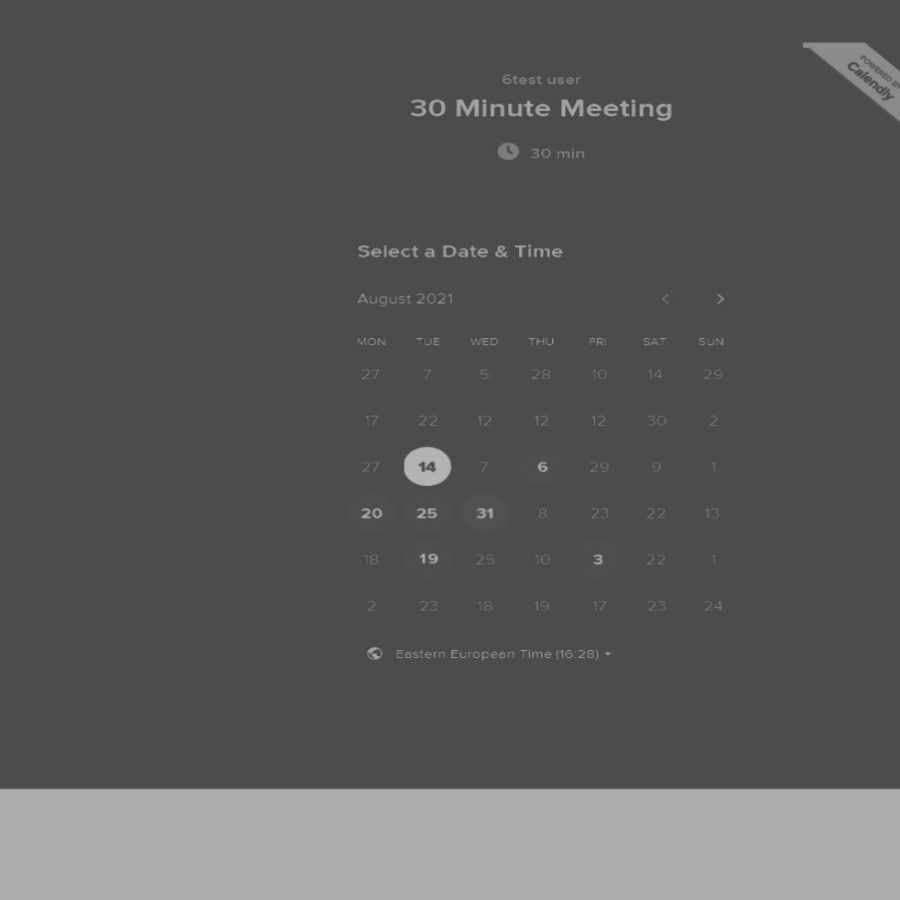 POWERED BY
Calendly
6test user
30 Minute Meeting
30 min
Select a Date & Time
August 2021
MON TUE WED THU FRI SAT SUN
27 7 5 28 10 14 29
17 22 12 12 12 30 2
27 14 7 6 29 9 1
20 25 31 8 23 22 13
18 19 25 10 3 22 1
2 23 18 19 17 23 24
Eastern European Time (16:28)